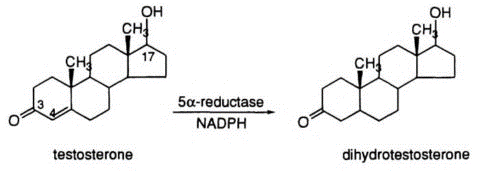 OH
CH3
17
CH3
3
4
O
testosterone
5α-reductase
NADPH
OH
CH3
CH3
O
dihydrotestosterone